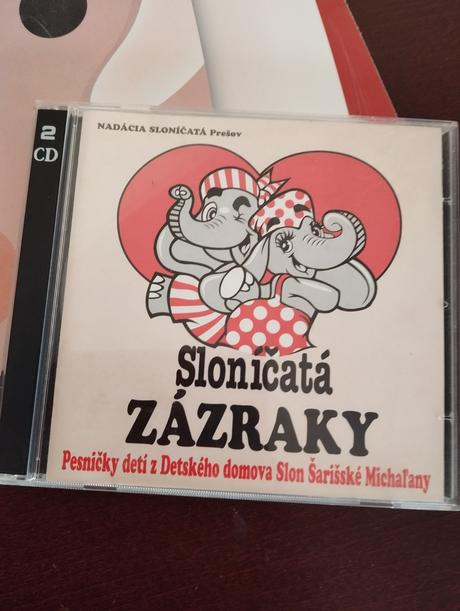 2
CD
NADÁCIA SLONÍČATÁ Prešov
Sloníčatá
ZÁZRAKY
Pesničky detí z Detského domova Slon Šarišské Michaľany